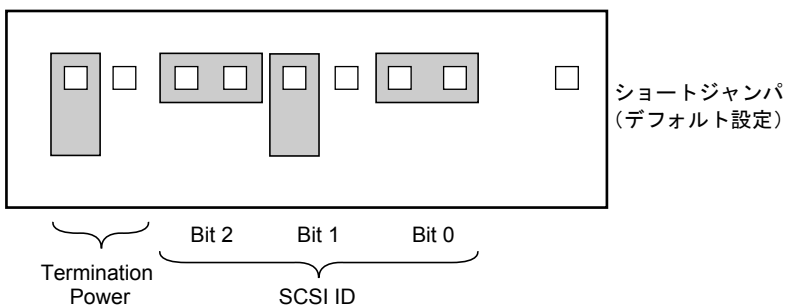 ショートジャンパ
（デフォルト設定）
Bit 2 Bit 1 Bit 0
Termination
Power
SCSI ID